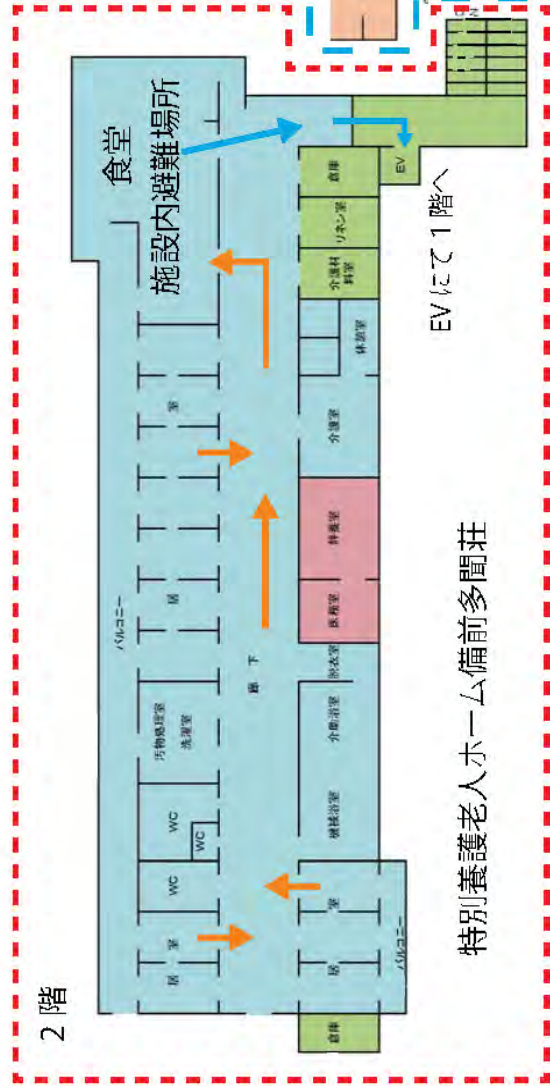 2階
食堂
施設内避難場所
バルコニー
居
室
居
室
汚物処理室
洗濯室
WC
WC
WC
廊 下
倉庫
リネン室
介護材
料室
休憩室
介護室
静養室
医務室
脱衣室
介助浴室
機械浴室
居
室
バルコニー
倉庫
EV
EVにて1階へ
特別養護老人ホーム備前多聞荘